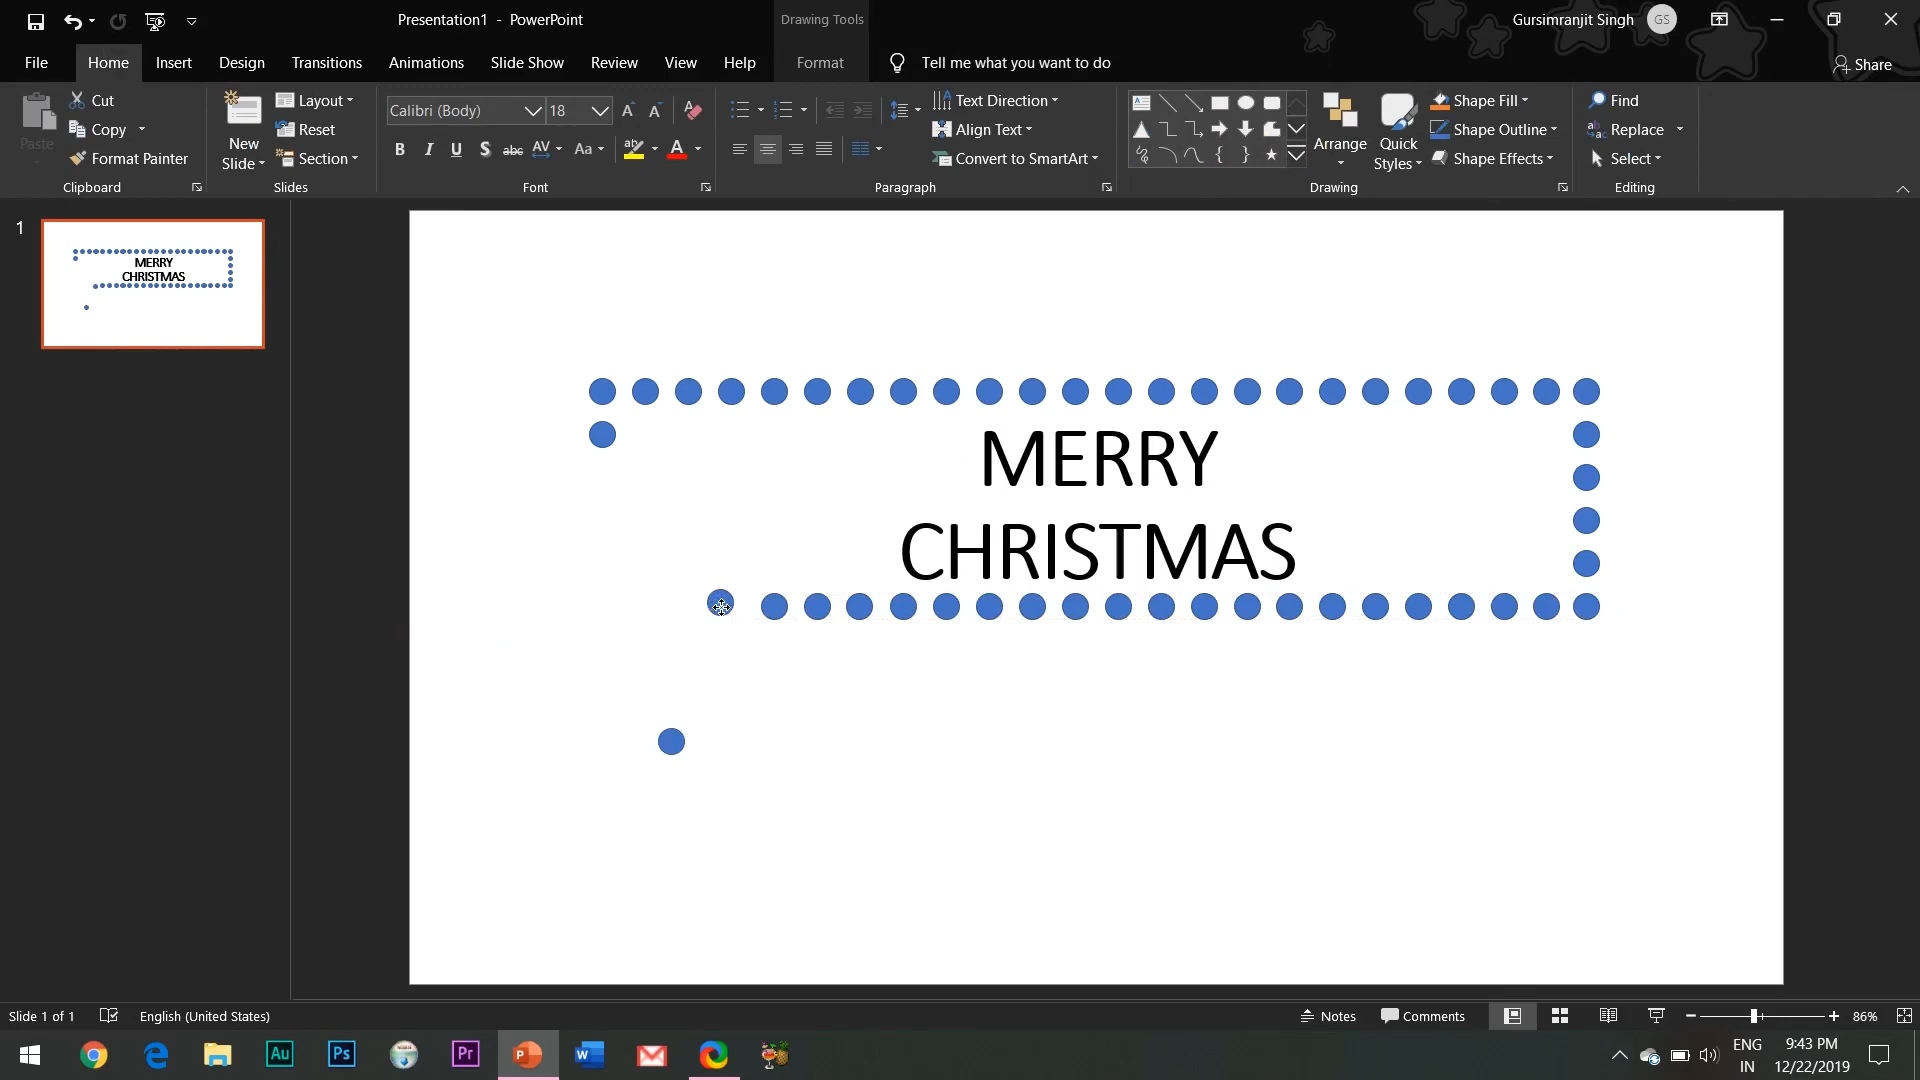 Presentation1 - PowerPoint
Drawing Tools
Gursimranjit Singh
GS
File
Home
Insert
Design
Transitions
Animations
Slide Show
Review
View
Help
Format
Tell me what you want to do
Share
Paste
Cut
Copy
Format Painter
Clipboard
New
Slide
Layout
Reset
Section
Slides
Calibri (Body)
18
B
I
U
S
abc
AV
Aa
A
Font
Text Direction
Align Text
Convert to SmartArt
Paragraph
Arrange
Quick
Styles
Shape Fill
Shape Outline
Shape Effects
Drawing
Find
Replace
Select
Editing
1
MERRY
CHRISTMAS
MERRY
CHRISTMAS
Slide 1 of 1
English (United States)
Notes
Comments
86%
Au
Ps
Pr
P
W
ENG
IN
9:43 PM
12/22/2019